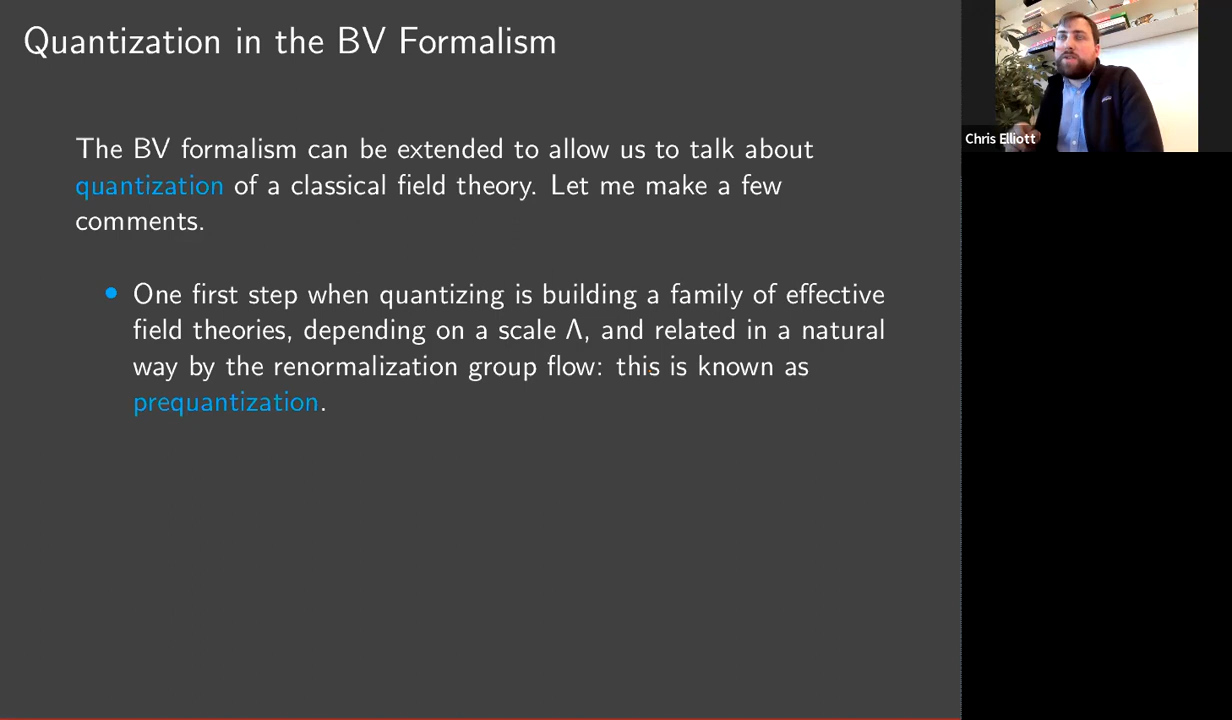 Quantization in the BV Formalism
The BV formalism can be extended to allow us to talk about
quantization of a classical field theory. Let me make a few
comments.
• One first step when quantizing is building a family of effective
field theories, depending on a scale Λ, and related in a natural
way by the renormalization group flow: this is known as
prequantization.
Chris Elliott